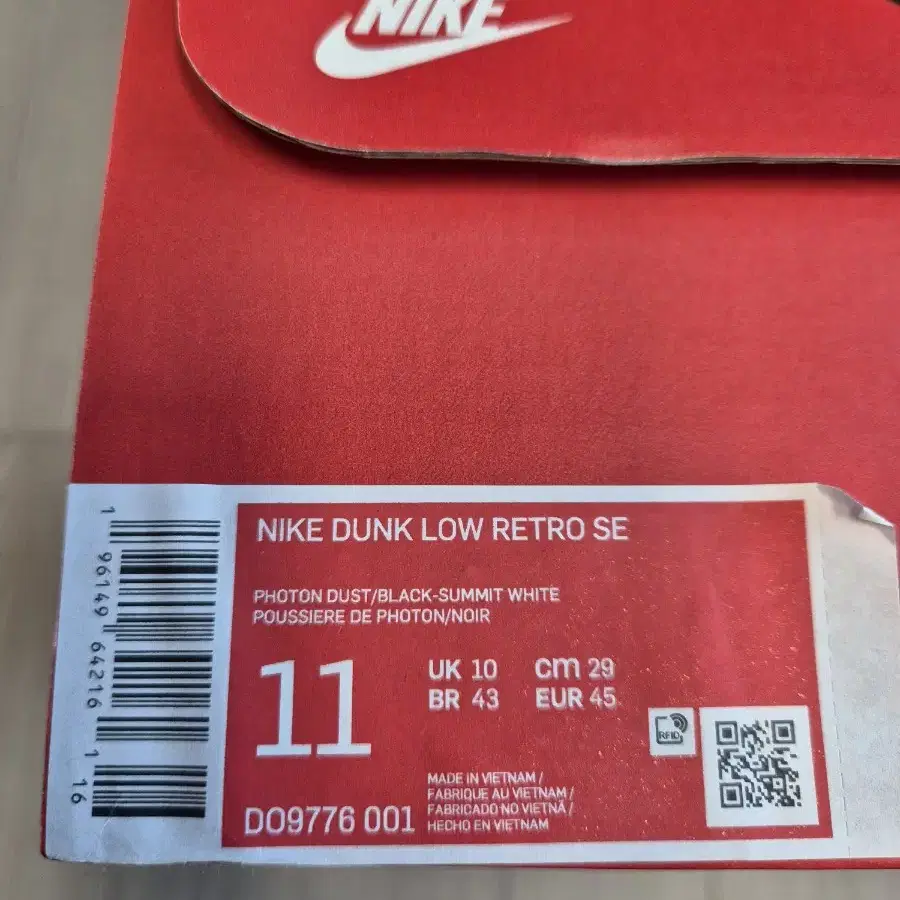 NIKE
NIKE DUNK LOW RETRO SE
PHOTON DUST/BLACK-SUMMIT WHITE
POUSSIERE DE PHOTON/NOIR
11
UK 10 cm 29
BR 43 EUR 45
RFID
MADE IN VIETNAM /
FABRIQUE AU VIETNAM /
FABRICADO NO VIETNÃ /
HECHO EN VIETNAM
DO9776 001
1 96149 64216 1 16